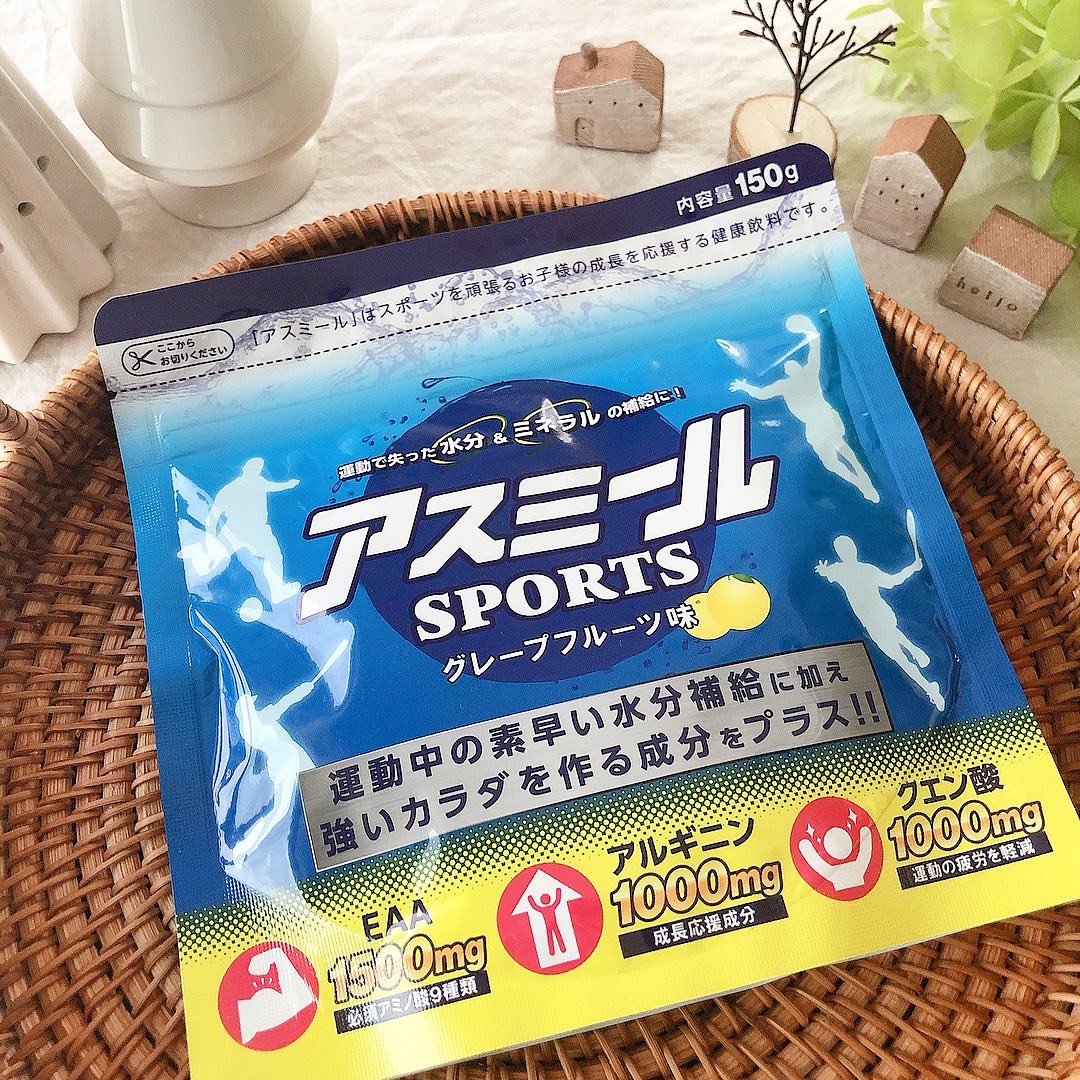 内容量150g
「アスミール」はスポーツを頑張るお子様の成長を応援する健康飲料です。
ここから
お切りください
運動で失った水分&ミネラルの補給に!
アスミール
SPORTS
グレープフルーツ味
運動中の素早い水分補給に加え
強いカラダを作る成分をプラス!!
EAA
1500mg
必須アミノ酸9種類
アルギニン
1000mg
成長応援成分
クエン酸
1000mg
運動の疲労を軽減
hello